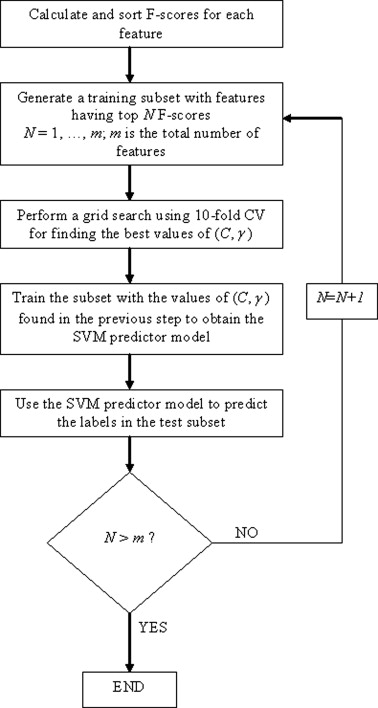 Calculate and sort F-scores for each
feature
Generate a training subset with features
having top N F-scores
N = 1, …, m; m is the total number of
features
Perform a grid search using 10-fold CV
for finding the best values of (C, γ)
Train the subset with the values of (C, γ)
found in the previous step to obtain the
SVM predictor model
N=N+1
Use the SVM predictor model to predict
the labels in the test subset
N > m ?
NO
YES
END